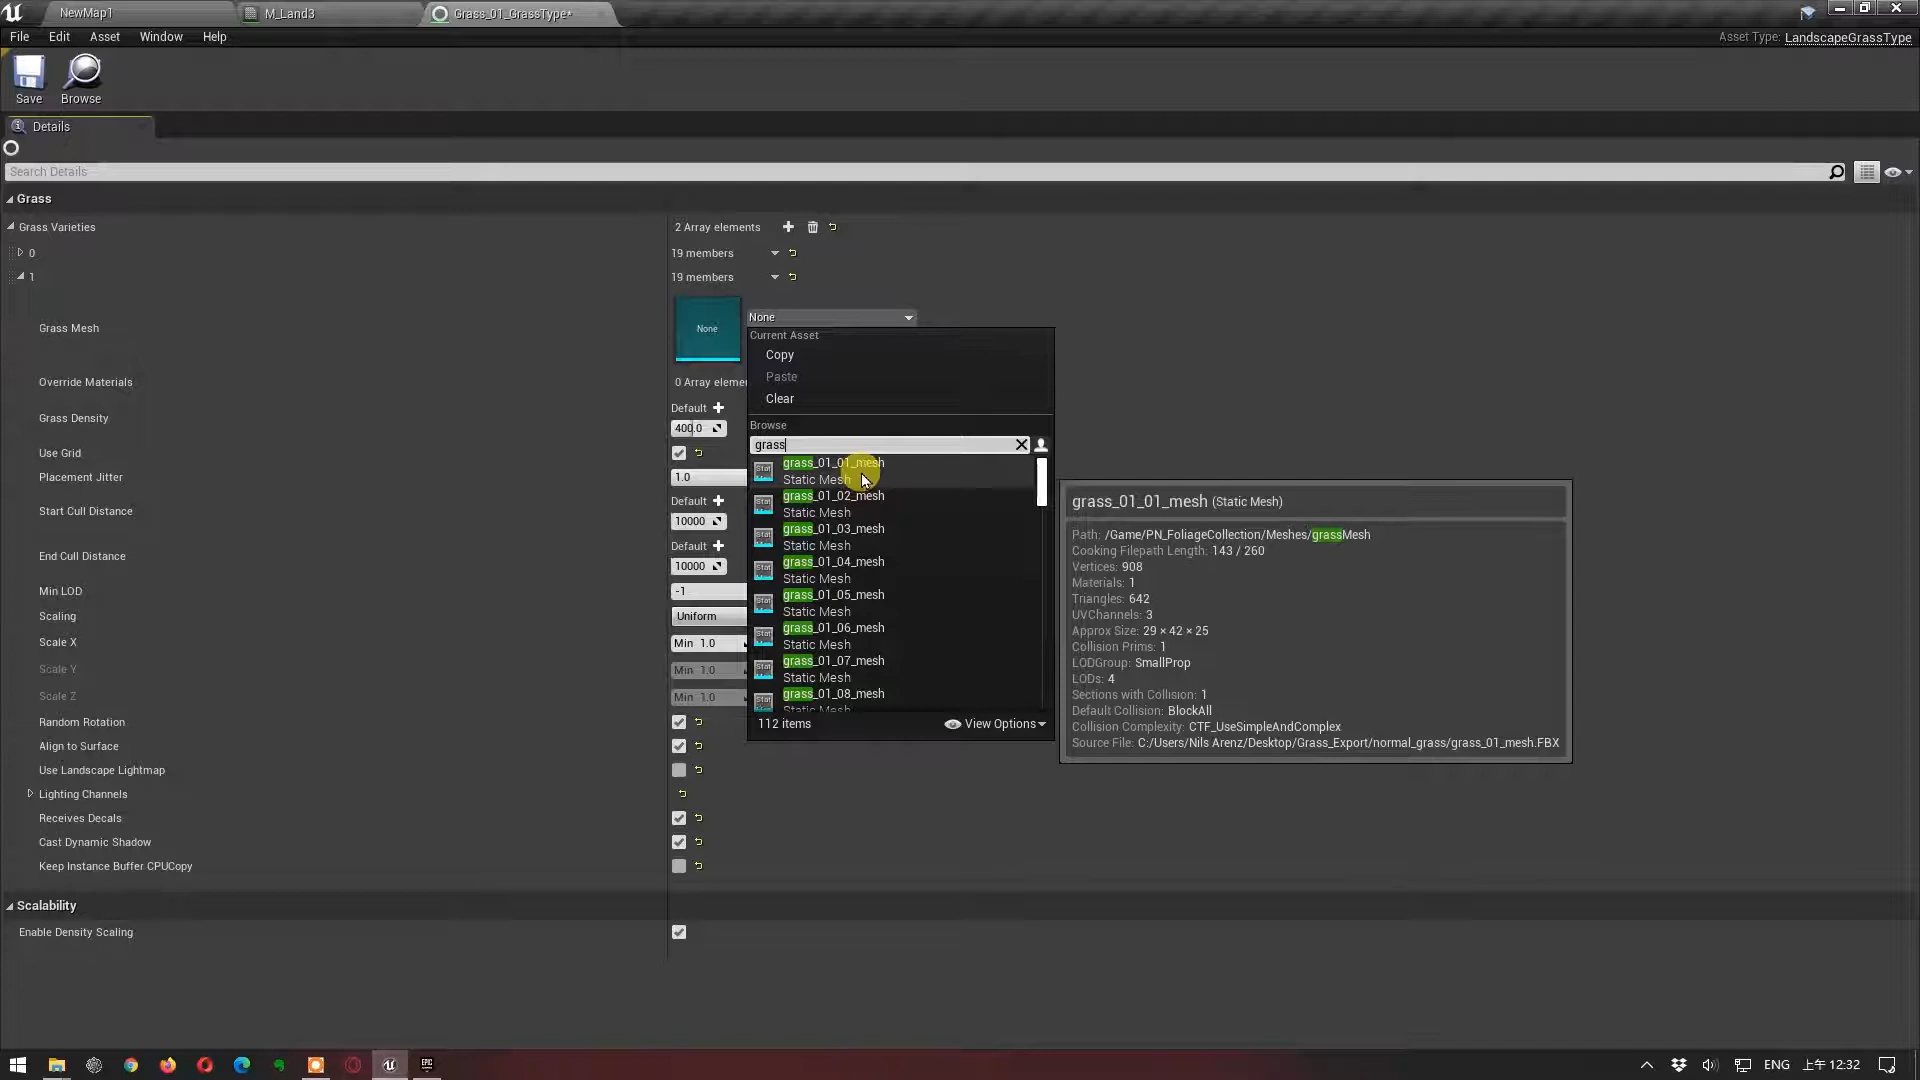 NewMap1
M_Land3
Grass_01_GrassType*
File Edit Asset Window Help
Asset Type: LandscapeGrassType
Save Browse
Details
Search Details
Grass
Grass Varieties
2 Array elements
0
19 members
1
19 members
Grass Mesh
None
None
Current Asset
Copy
Paste
Clear
Override Materials
0 Array eleme
Grass Density
Default
400.0
Browse
grass
Use Grid
Placement Jitter
1.0
Start Cull Distance
Default
10000
End Cull Distance
Default
10000
Min LOD
-1
Scaling
Uniform
Scale X
Min 1.0
Scale Y
Min 1.0
Scale Z
Min 1.0
Random Rotation
Align to Surface
Use Landscape Lightmap
Lighting Channels
Receives Decals
Cast Dynamic Shadow
Keep Instance Buffer CPUCopy
Scalability
Enable Density Scaling
grass_01_01_mesh
Static Mesh
grass_01_02_mesh
Static Mesh
grass_01_03_mesh
Static Mesh
grass_01_04_mesh
Static Mesh
grass_01_05_mesh
Static Mesh
grass_01_06_mesh
Static Mesh
grass_01_07_mesh
Static Mesh
grass_01_08_mesh
Static Mesh
112 items
View Options
grass_01_01_mesh (Static Mesh)
Path: /Game/PN_FoliageCollection/Meshes/grassMesh
Cooking Filepath Length: 143 / 260
Vertices: 908
Materials: 1
Triangles: 642
UVChannels: 3
Approx Size: 29 × 42 × 25
Collision Prims: 1
LODGroup: SmallProp
LODs: 4
Sections with Collision: 1
Default Collision: BlockAll
Collision Complexity: CTF_UseSimpleAndComplex
Source File: C:/Users/Nils Arenz/Desktop/Grass_Export/normal_grass/grass_01_mesh.FBX
ENG 上午 12:32